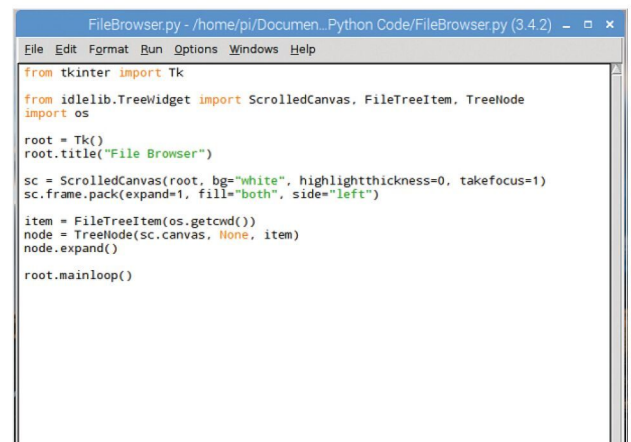 FileBrowser.py - /home/pi/Documen...Python Code/FileBrowser.py (3.4.2)
File Edit Format Run Options Windows Help
from tkinter import Tk
from idlelib.TreeWidget import ScrolledCanvas, FileTreeItem, TreeNode
import os
root = Tk()
root.title("File Browser")
sc = ScrolledCanvas(root, bg="white", highlightthickness=0, takefocus=1)
sc.frame.pack(expand=1, fill="both", side="left")
item = FileTreeItem(os.getcwd())
node = TreeNode(sc.canvas, None, item)
node.expand()
root.mainloop()